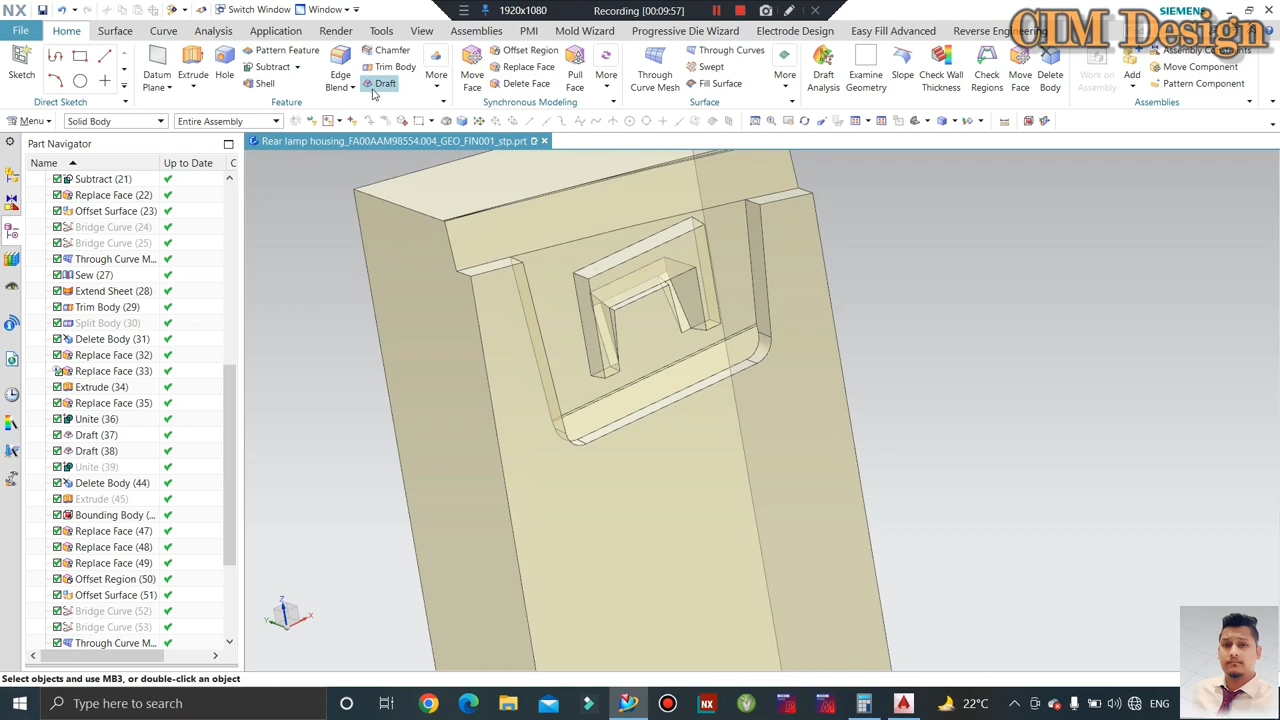 NX
Switch Window
Window
1920x1080
Recording [00:09:57]
SIEMENS
CIM Design
File
Home
Surface
Curve
Analysis
Application
Render
Tools
View
Assemblies
PMI
Mold Wizard
Progressive Die Wizard
Electrode Design
Easy Fill Advanced
Reverse
Sketch
Datum Plane
Extrude
Hole
Pattern Feature
Subtract
Shell
Edge Blend
Chamfer
Trim Body
Draft
More
Move Face
Offset Region
Replace Face
Delete Face
Pull Face
More
Through Curve Mesh
Through Curves
Swept
Fill Surface
More
Draft Analysis
Examine Geometry
Slope
Check Wall Thickness
Check Regions
Move Face
Delete Body
Work on Assembly
Add
Assembly Constraints
Move Component
Pattern Component
Direct Sketch
Feature
Synchronous Modeling
Surface
Assemblies
Menu
Solid Body
Entire Assembly
Part Navigator
Rear lamp housing_FA00AAM98554.004_GEO_FIN001_stp.prt
Name
Up to Date
C
Subtract (21)
Replace Face (22)
Offset Surface (23)
Bridge Curve (24)
Bridge Curve (25)
Through Curve M...
Sew (27)
Extend Sheet (28)
Trim Body (29)
Split Body (30)
Delete Body (31)
Replace Face (32)
Replace Face (33)
Extrude (34)
Replace Face (35)
Unite (36)
Draft (37)
Draft (38)
Unite (39)
Delete Body (44)
Extrude (45)
Bounding Body (...
Replace Face (47)
Replace Face (48)
Replace Face (49)
Offset Region (50)
Offset Surface (51)
Bridge Curve (52)
Bridge Curve (53)
Through Curve M...
Z
Y
X
Select objects and use MB3, or double-click an object
Type here to search
NX
22°C
ENG